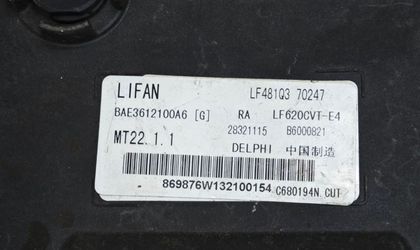 LIFAN LF481Q3 70247
BAE3612100A6 [G] RA LF620CVT-E4
28321115 B6000821
MT22.1.1 DELPHI 中国制造
869876W132100154 C680194N.CUT